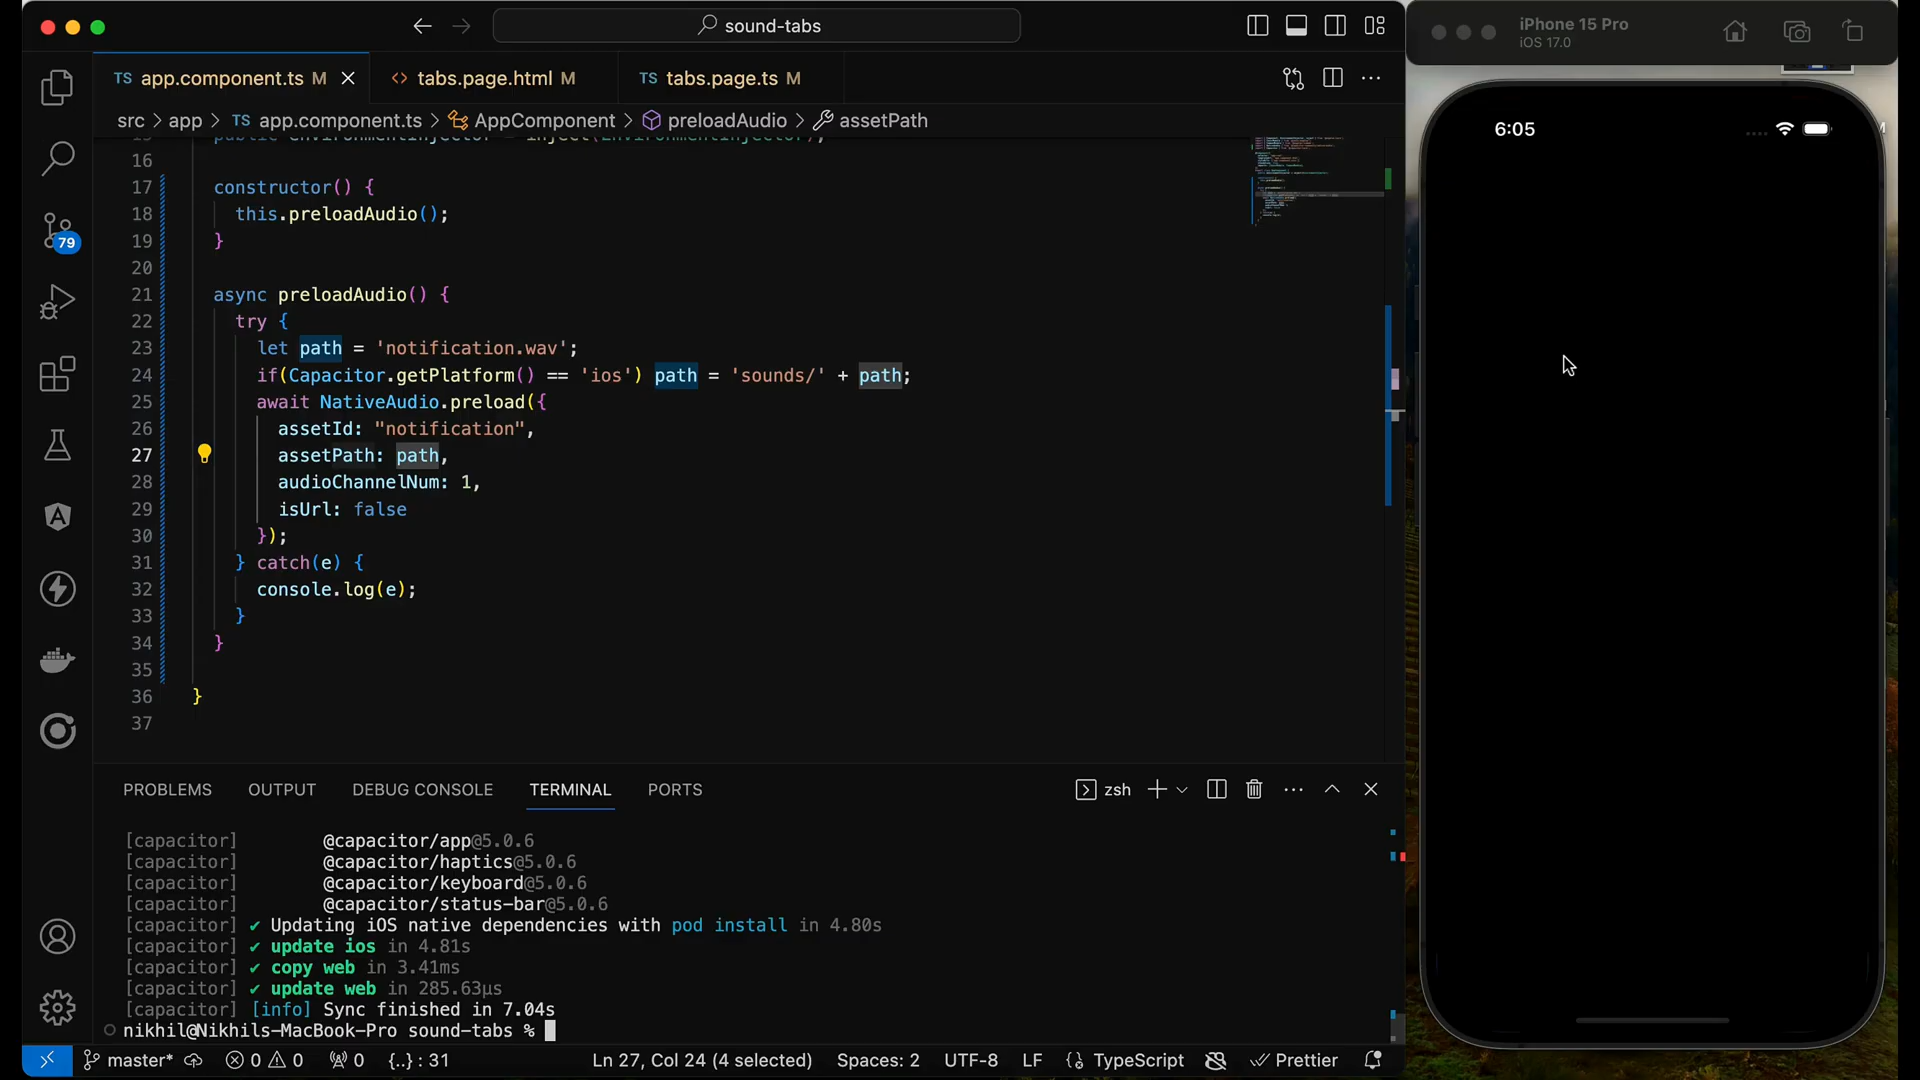 sound-tabs
TS app.component.ts M
<> tabs.page.html M
TS tabs.page.ts M
src > app > TS app.component.ts > AppComponent > preloadAudio > assetPath
16
17 constructor() {
18 this.preloadAudio();
19 }
20
21 async preloadAudio() {
22 try {
23 let path = 'notification.wav';
24 if(Capacitor.getPlatform() == 'ios') path = 'sounds/' + path;
25 await NativeAudio.preload({
26 assetId: "notification",
27 assetPath: path,
28 audioChannelNum: 1,
29 isUrl: false
30 });
31 } catch(e) {
32 console.log(e);
33 }
34 }
35
36 }
37
79
PROBLEMS OUTPUT DEBUG CONSOLE TERMINAL PORTS
zsh
[capacitor] @capacitor/app@5.0.6
[capacitor] @capacitor/haptics@5.0.6
[capacitor] @capacitor/keyboard@5.0.6
[capacitor] @capacitor/status-bar@5.0.6
[capacitor] ✔ Updating iOS native dependencies with pod install in 4.80s
[capacitor] ✔ update ios in 4.81s
[capacitor] ✔ copy web in 3.41ms
[capacitor] ✔ update web in 285.63μs
[capacitor] [info] Sync finished in 7.04s
nikhil@Nikhils-MacBook-Pro sound-tabs %
master* 0 0 0 {..} : 31 Ln 27, Col 24 (4 selected) Spaces: 2 UTF-8 LF TypeScript Prettier
iPhone 15 Pro
iOS 17.0
6:05